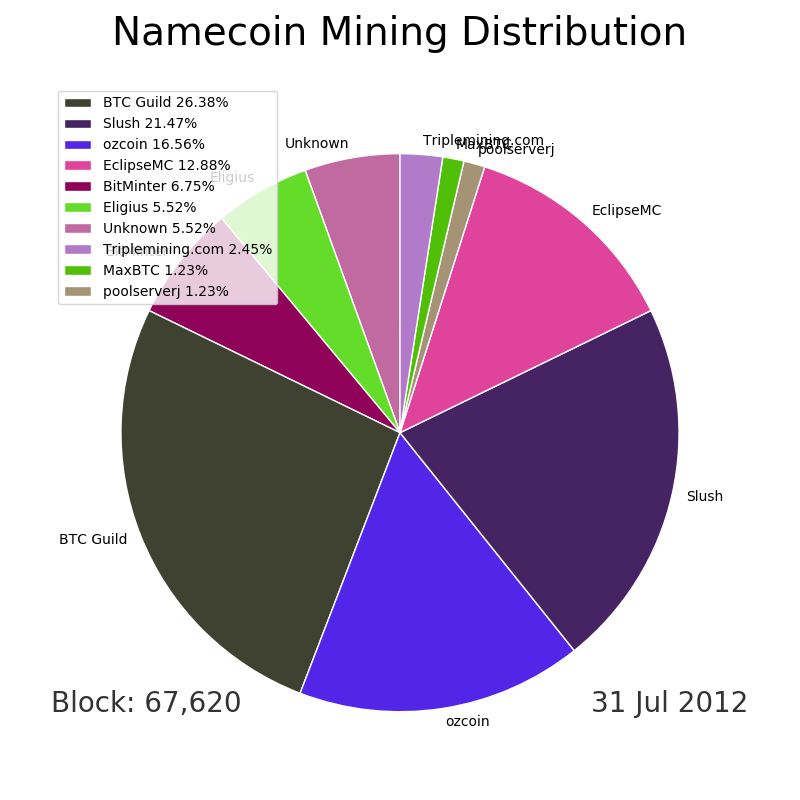 Namecoin Mining Distribution
BTC Guild 26.38%
Slush 21.47%
ozcoin 16.56%
EclipseMC 12.88%
BitMinter 6.75%
Eligius 5.52%
Unknown 5.52%
Triplemining.com 2.45%
MaxBTC 1.23%
poolserverj 1.23%
Unknown
Triplemining.com
MaxBTC
poolserverj
Eligius
EclipseMC
BitMinter
Slush
BTC Guild
ozcoin
Block: 67,620
31 Jul 2012